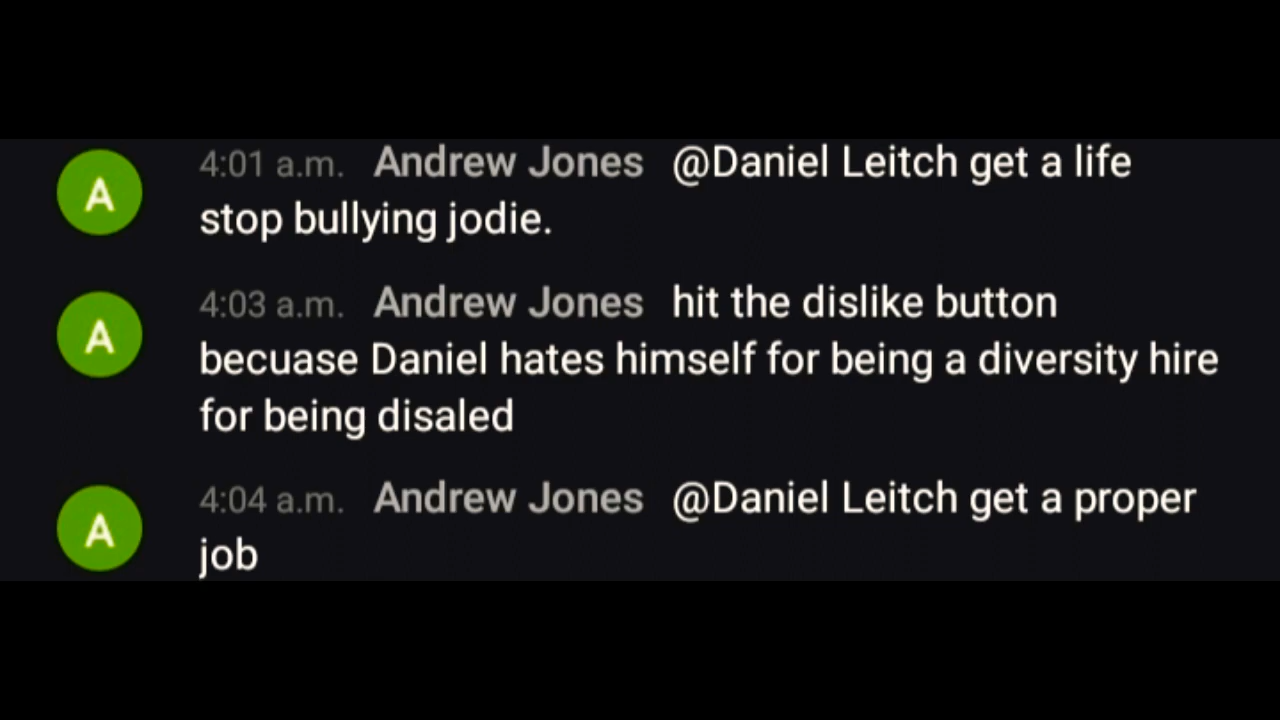 A
4:01 a.m. Andrew Jones @Daniel Leitch get a life
stop bullying jodie.
A
4:03 a.m. Andrew Jones hit the dislike button
becuase Daniel hates himself for being a diversity hire
for being disaled
A
4:04 a.m. Andrew Jones @Daniel Leitch get a proper
job